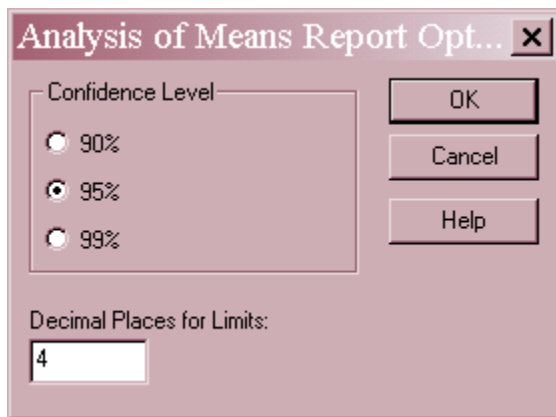 Analysis of Means Report Opt...
Confidence Level
90%
95%
99%
OK
Cancel
Help
Decimal Places for Limits:
4